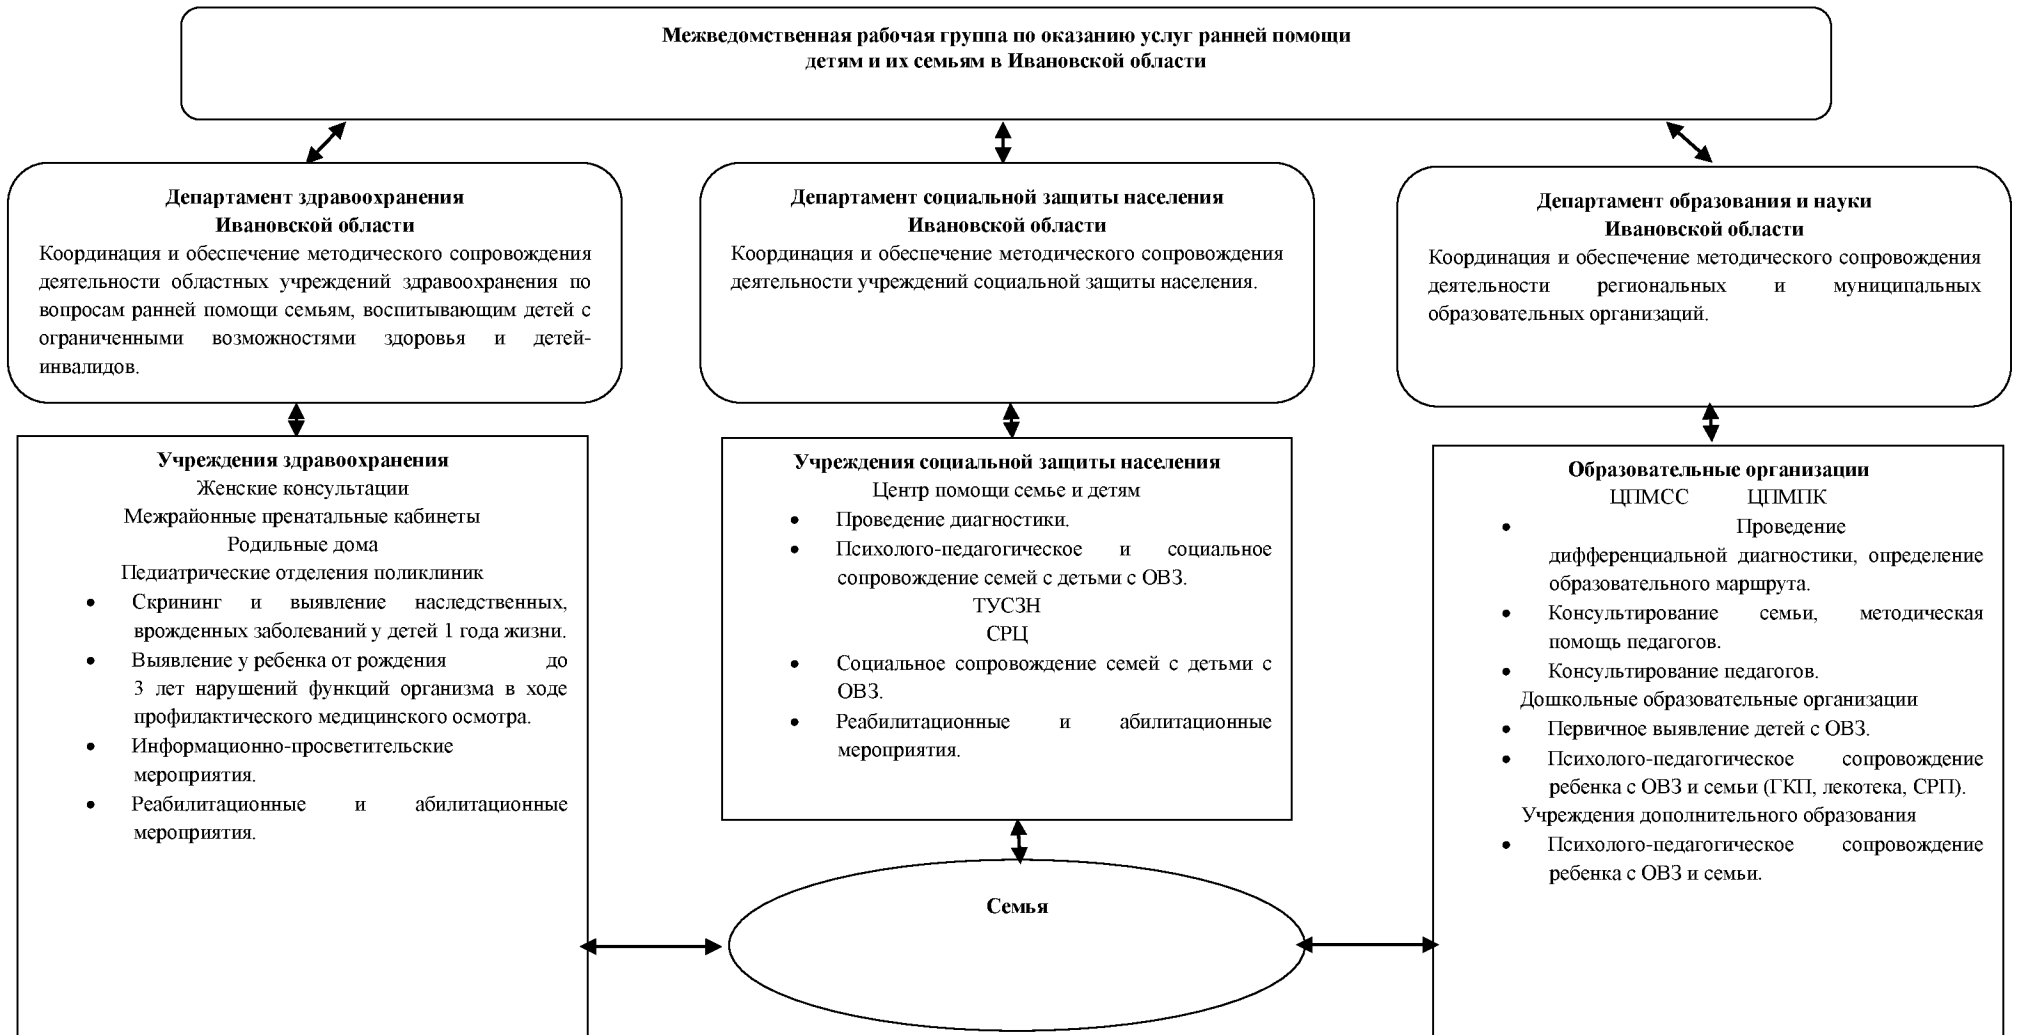 Межведомственная рабочая группа по оказанию услуг ранней помощи
детям и их семьям в Ивановской области
Департамент здравоохранения
Ивановской области
Координация и обеспечение методического сопровождения
деятельности областных учреждений здравоохранения по
вопросам ранней помощи семьям, воспитывающим детей с
ограниченными возможностями здоровья и детей-
инвалидов.
Департамент социальной защиты населения
Ивановской области
Координация и обеспечение методического сопровождения
деятельности учреждений социальной защиты населения.
Департамент образования и науки
Ивановской области
Координация и обеспечение методического сопровождения
деятельности региональных и муниципальных
образовательных организаций.
Учреждения здравоохранения
Женские консультации
Межрайонные пренатальные кабинеты
Родильные дома
Педиатрические отделения поликлиник
• Скрининг и выявление наследственных,
врожденных заболеваний у детей 1 года жизни.
• Выявление у ребенка от рождения до
3 лет нарушений функций организма в ходе
профилактического медицинского осмотра.
• Информационно-просветительские
мероприятия.
• Реабилитационные и абилитационные
мероприятия.
Учреждения социальной защиты населения
Центр помощи семье и детям
• Проведение диагностики.
• Психолого-педагогическое и социальное
сопровождение семей с детьми с ОВЗ.
ТУСЗН
СРЦ
• Социальное сопровождение семей с детьми с
ОВЗ.
• Реабилитационные и абилитационные
мероприятия.
Образовательные организации
ЦПМСС ЦПМПК
• Проведение
дифференциальной диагностики, определение
образовательного маршрута.
• Консультирование семьи, методическая
помощь педагогов.
• Консультирование педагогов.
Дошкольные образовательные организации
• Первичное выявление детей с ОВЗ.
• Психолого-педагогическое сопровождение
ребенка с ОВЗ и семьи (ГКП, лекотека, СРП).
Учреждения дополнительного образования
• Психолого-педагогическое сопровождение
ребенка с ОВЗ и семьи.
Семья